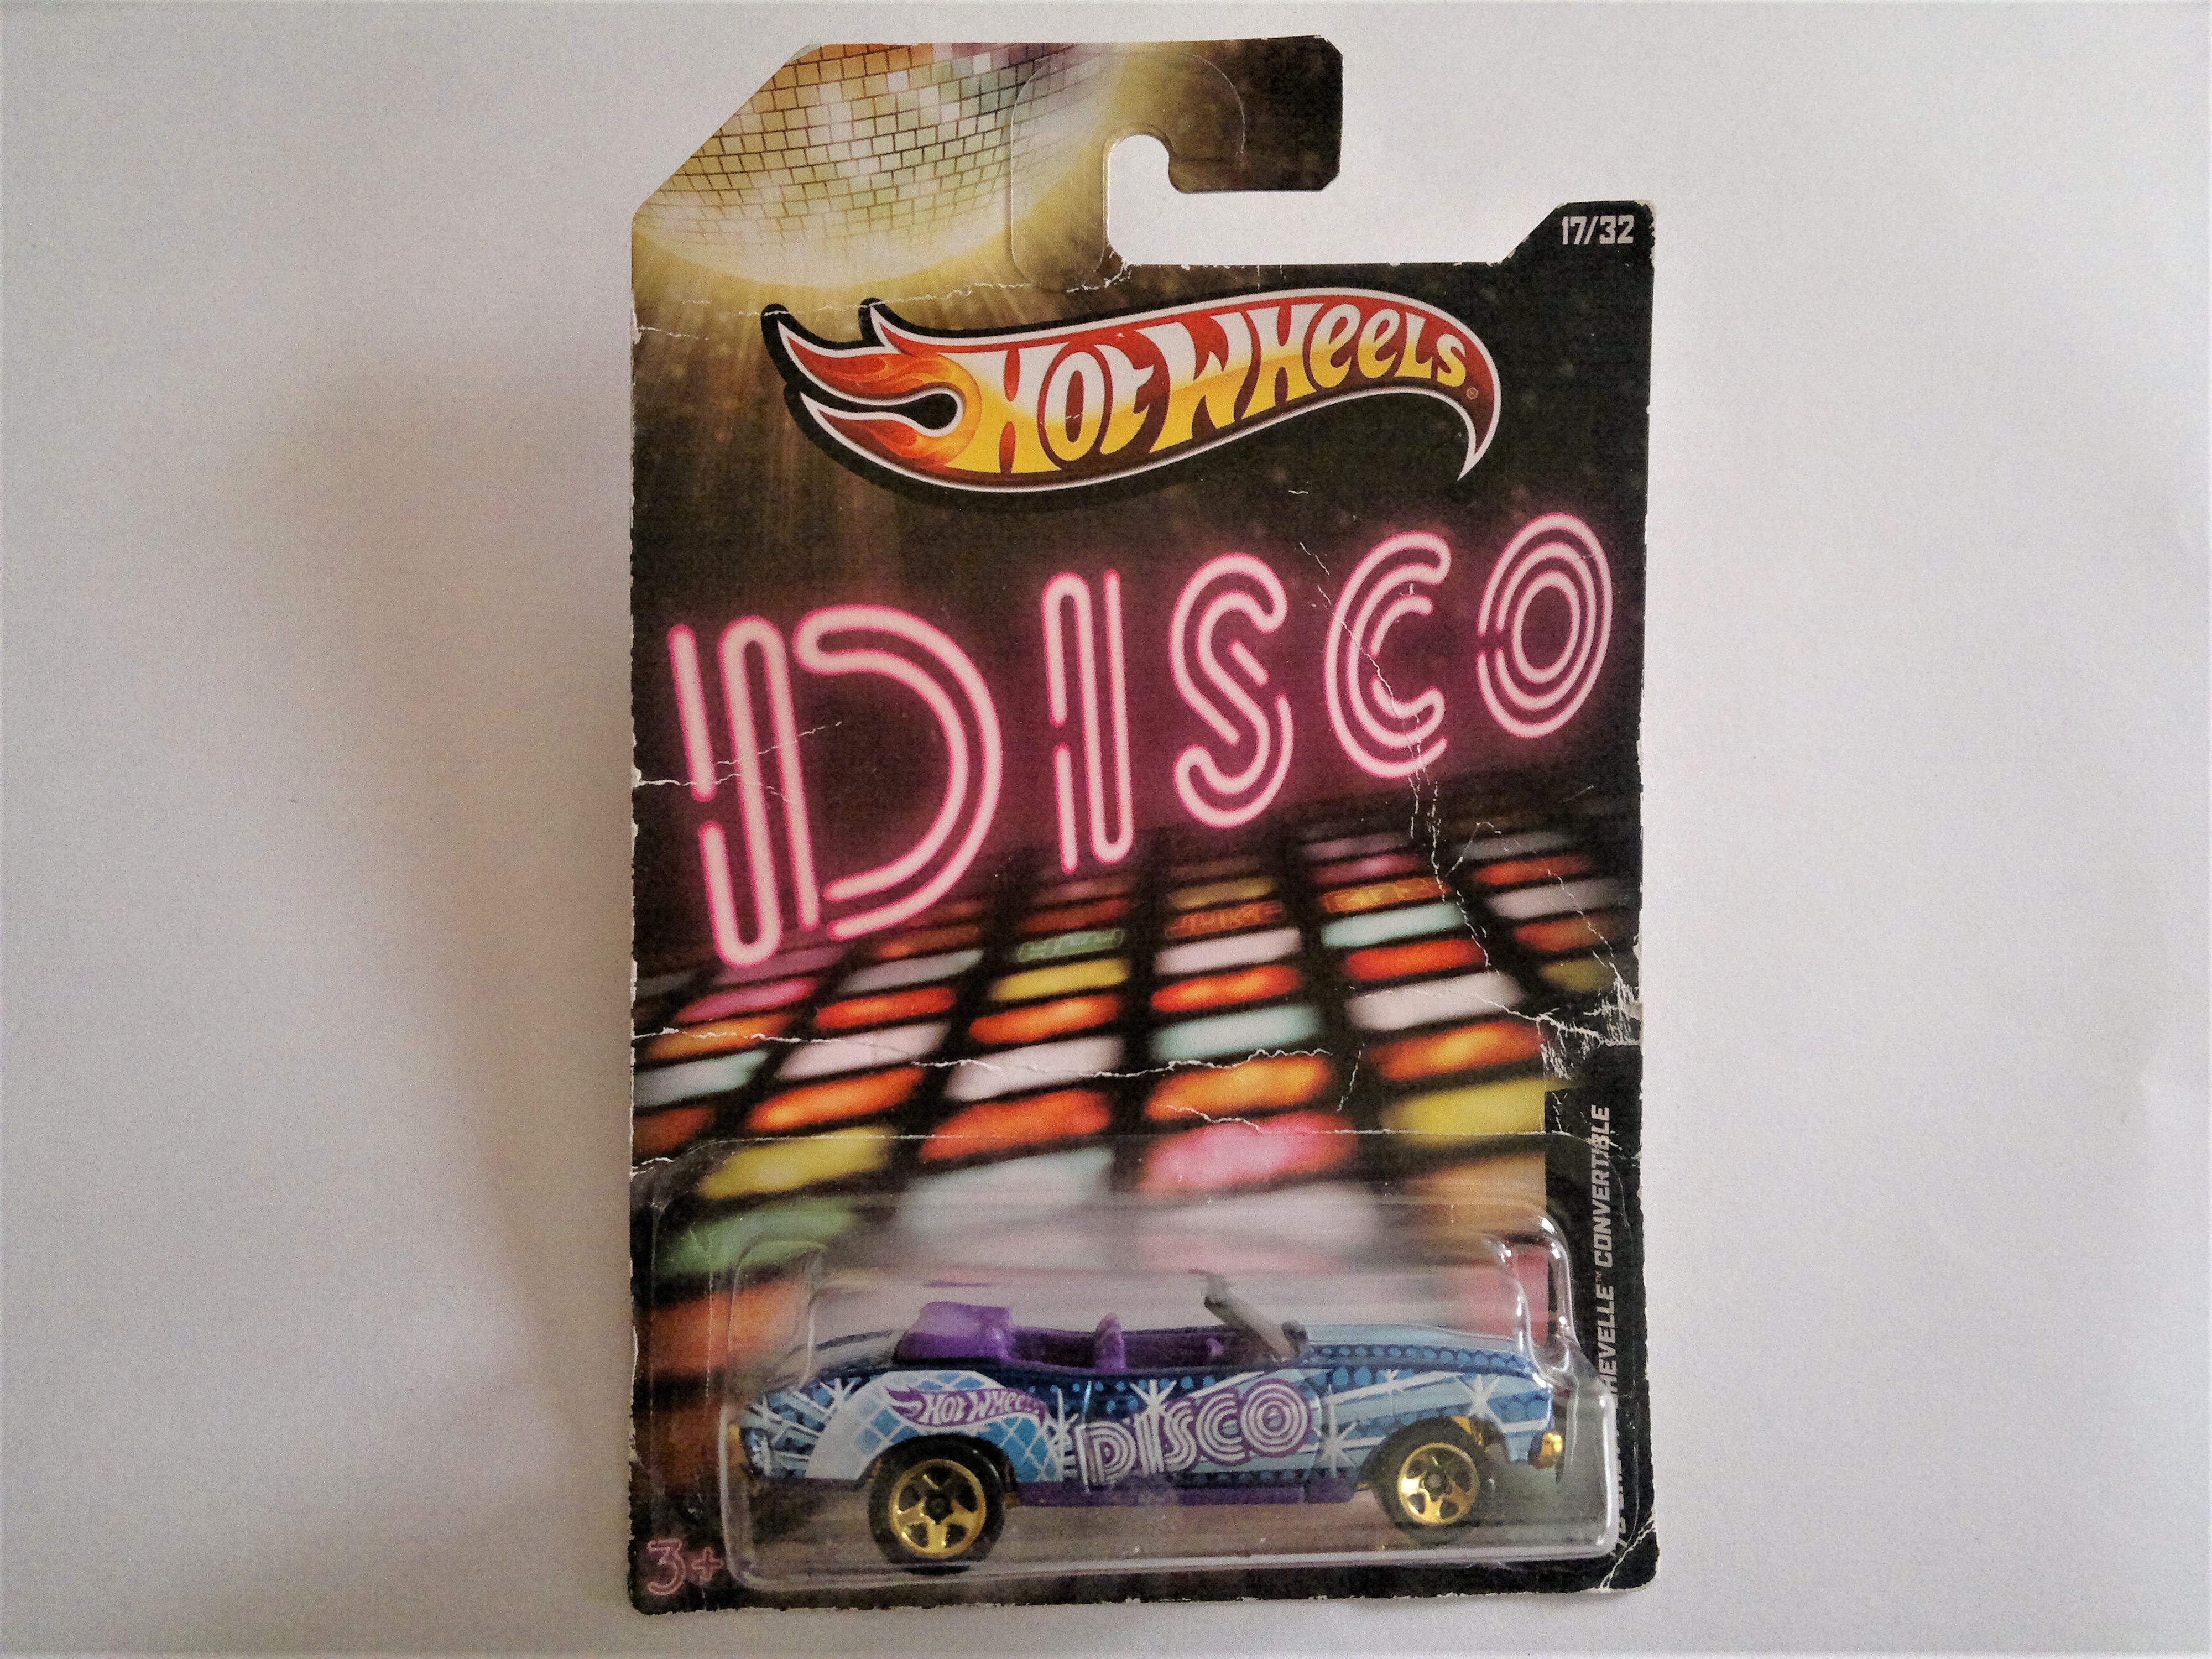 17/32
HOT WHEELS®
DISCO
CHEVELLE™ CONVERTIBLE
HOT WHEELS
DISCO
3+